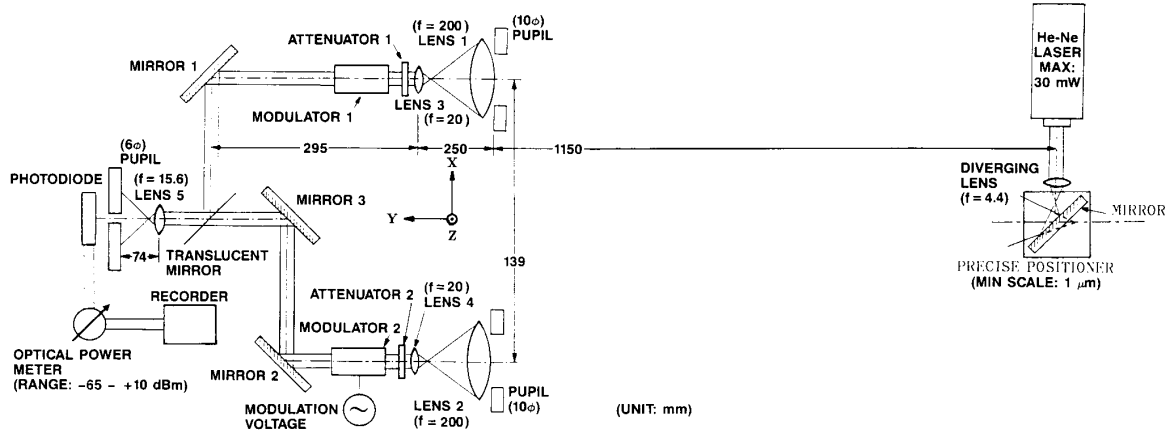 (10φ)
PUPIL
(f = 200)
LENS 1
ATTENUATOR 1
MIRROR 1
MODULATOR 1
LENS 3
(f = 20)
He-Ne
LASER
MAX:
30 mW
295
250
1150
X
Y
Z
(6φ)
PUPIL
(f = 15.6)
LENS 5
PHOTODIODE
MIRROR 3
DIVERGING
LENS
(f = 4.4)
MIRROR
PRECISE POSITIONER
(MIN SCALE: 1 μm)
74
TRANSLUCENT
MIRROR
139
RECORDER
ATTENUATOR 2
(f = 20)
LENS 4
MODULATOR 2
OPTICAL POWER
METER
(RANGE: -65 - +10 dBm)
MIRROR 2
MODULATION
VOLTAGE
LENS 2
(f = 200)
PUPIL
(10φ)
(UNIT: mm)